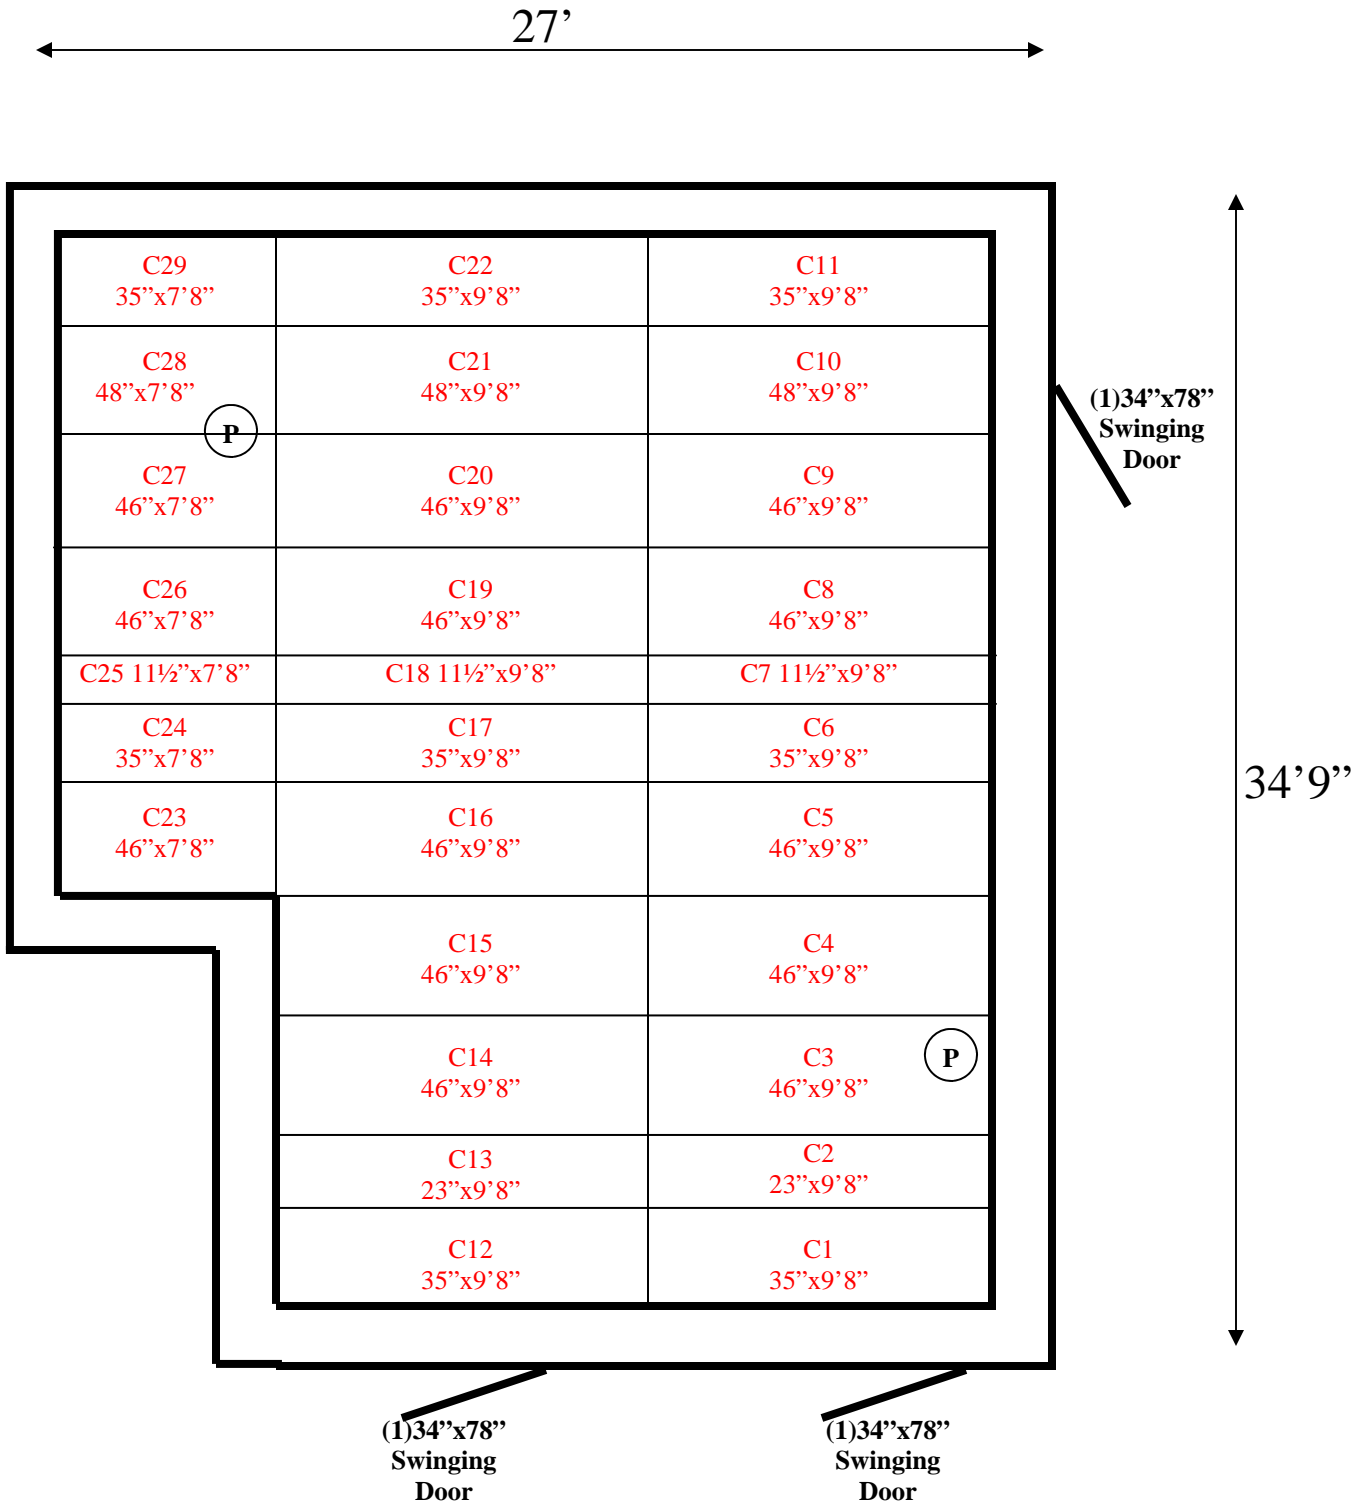 27’
C29
35”x7’8”
C22
35”x9’8”
C11
35”x9’8”
C28
48”x7’8”
C21
48”x9’8”
C10
48”x9’8”
(1)34”x78”
Swinging
Door
P
C27
46”x7’8”
C20
46”x9’8”
C9
46”x9’8”
C26
46”x7’8”
C19
46”x9’8”
C8
46”x9’8”
C25 11½”x7’8”
C18 11½”x9’8”
C7 11½”x9’8”
C24
35”x7’8”
C17
35”x9’8”
C6
35”x9’8”
34’9”
C23
46”x7’8”
C16
46”x9’8”
C5
46”x9’8”
C15
46”x9’8”
C4
46”x9’8”
C14
46”x9’8”
C3
46”x9’8”
P
C13
23”x9’8”
C2
23”x9’8”
C12
35”x9’8”
C1
35”x9’8”
(1)34”x78”
Swinging
Door
(1)34”x78”
Swinging
Door